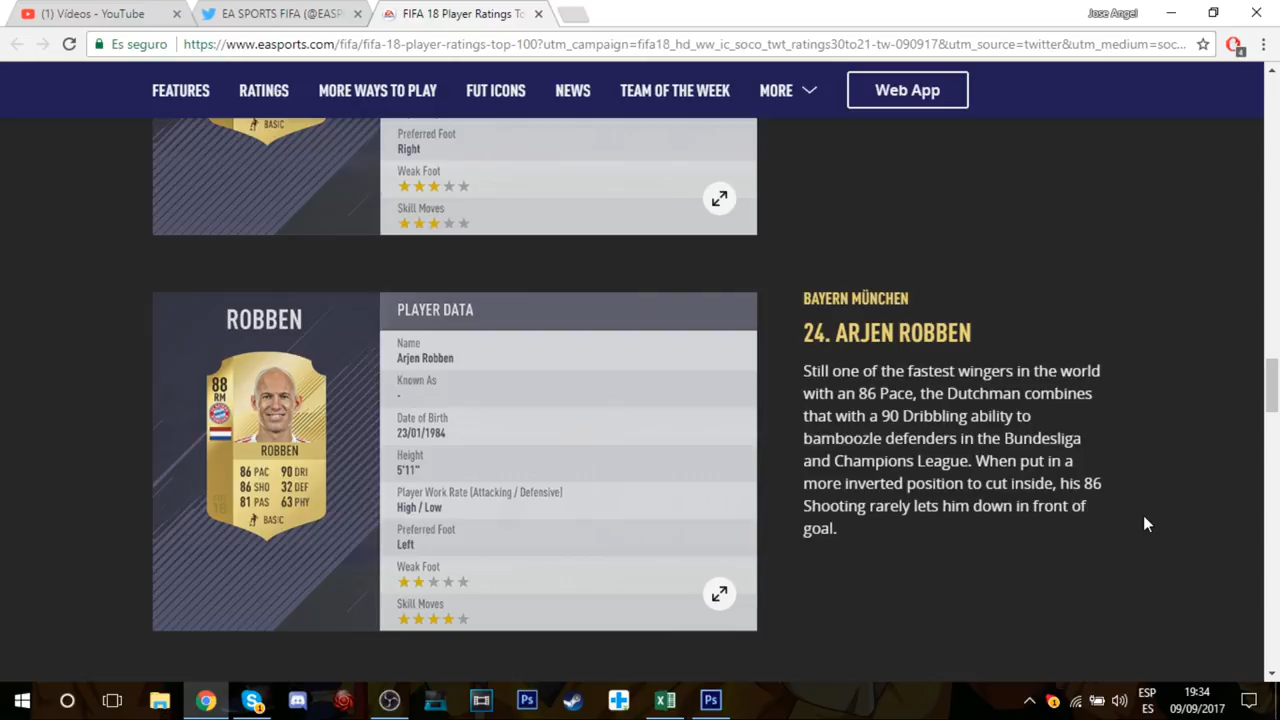 (1) Vídeos - YouTube
EA SPORTS FIFA (@EASP
FIFA 18 Player Ratings To
Jose Angel
Es seguro
https://www.easports.com/fifa/fifa-18-player-ratings-top-100?utm_campaign=fifa18_hd_ww_ic_soco_twt_ratings30to21-tw-090917&utm_source=twitter&utm_medium=soc...
4
FEATURES
RATINGS
MORE WAYS TO PLAY
FUT ICONS
NEWS
TEAM OF THE WEEK
MORE
Web App
BASIC
Preferred Foot
Right
Weak Foot
Skill Moves
ROBBEN
88
RM
ROBBEN
86 PAC 90 DRI
86 SHO 32 DEF
81 PAS 63 PHY
BASIC
PLAYER DATA
Name
Arjen Robben
Known As
-
Date of Birth
23/01/1984
Height
5'11"
Player Work Rate (Attacking / Defensive)
High / Low
Preferred Foot
Left
Weak Foot
Skill Moves
BAYERN MÜNCHEN
24. ARJEN ROBBEN
Still one of the fastest wingers in the world
with an 86 Pace, the Dutchman combines
that with a 90 Dribbling ability to
bamboozle defenders in the Bundesliga
and Champions League. When put in a
more inverted position to cut inside, his 86
Shooting rarely lets him down in front of
goal.
Ps
Ps
ESP
ES
19:34
09/09/2017